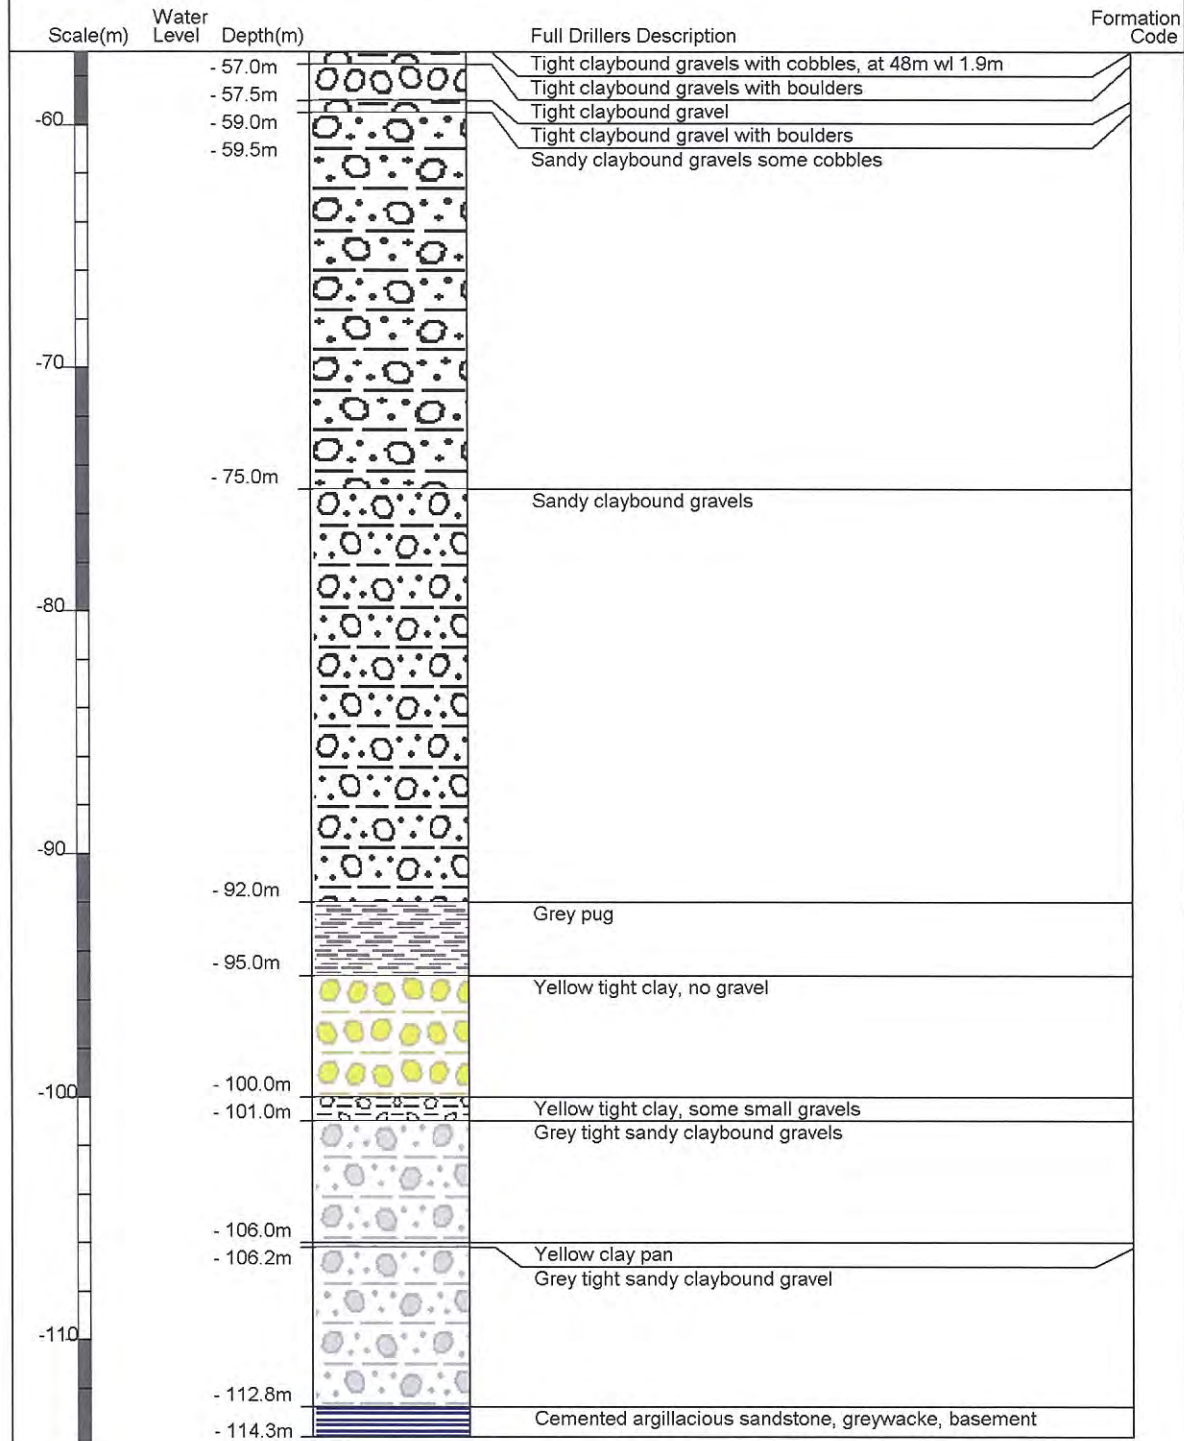 Scale(m) Water Level Depth(m) Full Drillers Description Formation Code
- 57.0m Tight claybound gravels with cobbles, at 48m wl 1.9m
- 57.5m Tight claybound gravels with boulders
-60 - 59.0m Tight claybound gravel
- 59.5m Tight claybound gravel with boulders
Sandy claybound gravels some cobbles
-70
- 75.0m
Sandy claybound gravels
-80
-90
- 92.0m
Grey pug
- 95.0m
Yellow tight clay, no gravel
-100 - 100.0m
- 101.0m Yellow tight clay, some small gravels
Grey tight sandy claybound gravels
- 106.0m
- 106.2m Yellow clay pan
Grey tight sandy claybound gravel
-110
- 112.8m
Cemented argillacious sandstone, greywacke, basement
- 114.3m